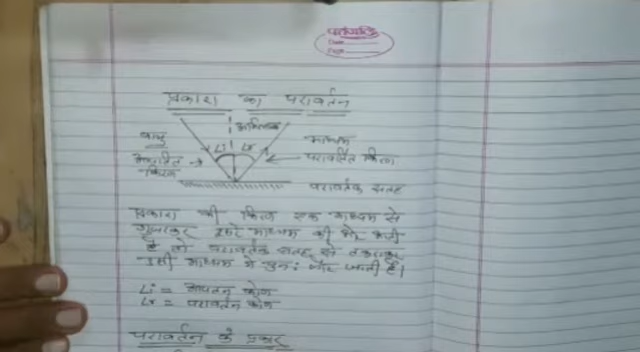 प्रकाश का परावर्तन
अभिलम्ब
वायु
∠i ∠r
माध्यम
आपतित
किरण
परावर्तित किरण
परावर्तक सतह
प्रकाश की किरण एक माध्यम से
दूसरे माध्यम की ओर जाती
है तो परावर्तक सतह से टकराकर
उसी माध्यम में पुनः लौट जाती है।
∠i = आपतन कोण
∠r = परावर्तन कोण
परावर्तन के प्रकार